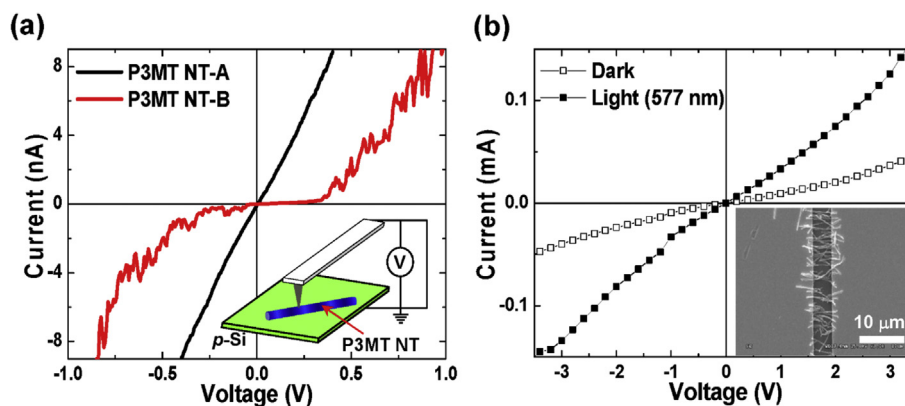 (a)
P3MT NT-A
P3MT NT-B
Current (nA)
8
4
0
-4
-8
-1.0
-0.5
0.0
0.5
1.0
Voltage (V)
V
p-Si
P3MT NT
(b)
Dark
Light (577 nm)
Current (mA)
0.1
0.0
-0.1
-3
-2
-1
0
1
2
3
Voltage (V)
10 μm